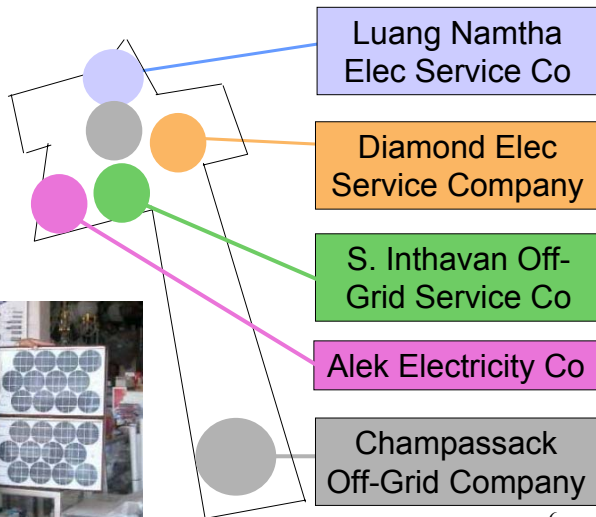 Luang Namtha
Elec Service Co
Diamond Elec
Service Company
S. Inthavan Off-
Grid Service Co
Alek Electricity Co
Champassack
Off-Grid Company